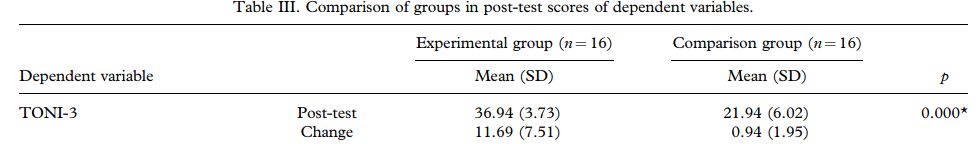 Table III. Comparison of groups in post-test scores of dependent variables.
Experimental group (n=16) Comparison group (n=16)
Dependent variable Mean (SD) Mean (SD) p
TONI-3 Post-test 36.94 (3.73) 21.94 (6.02) 0.000*
Change 11.69 (7.51) 0.94 (1.95)